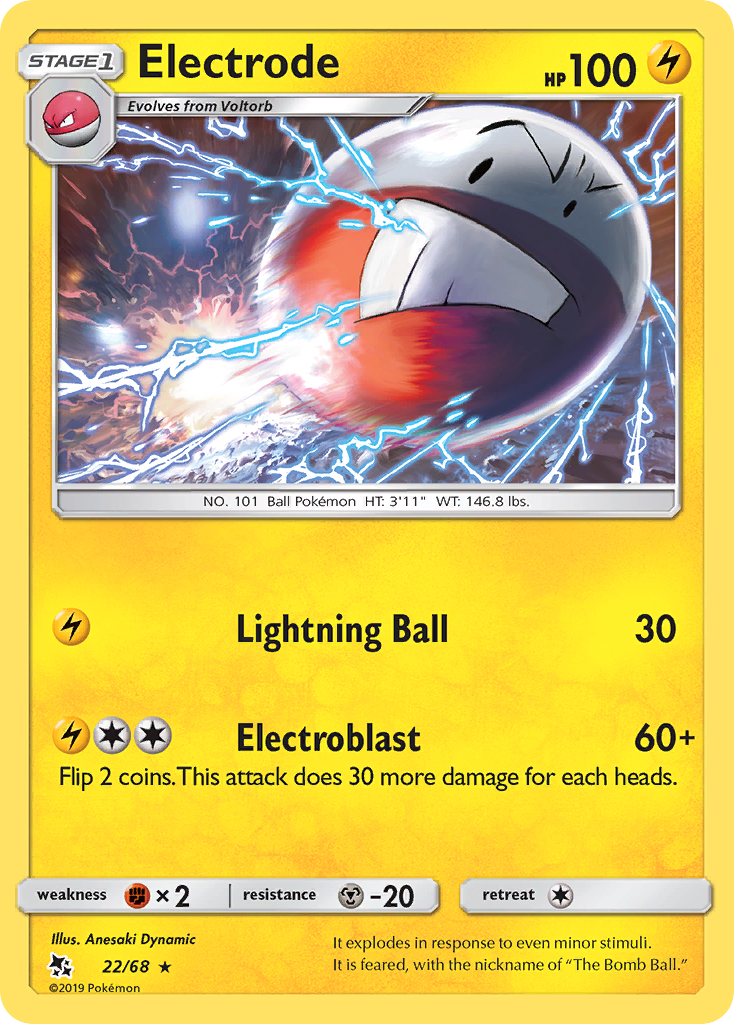 STAGE1
Electrode
HP100
Evolves from Voltorb
NO. 101 Ball Pokémon HT: 3'11" WT: 146.8 lbs.
Lightning Ball 30
Electroblast 60+
Flip 2 coins.This attack does 30 more damage for each heads.
weakness ×2 resistance -20 retreat
Illus. Anesaki Dynamic
22/68 ★
©2019 Pokémon
It explodes in response to even minor stimuli.
It is feared, with the nickname of “The Bomb Ball.”